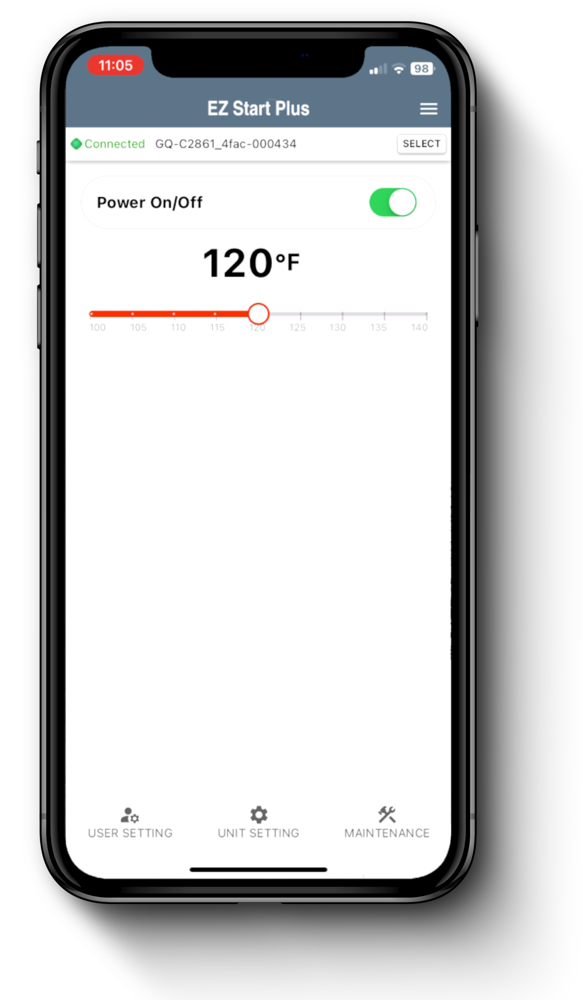 11:05 98
EZ Start Plus
Connected GQ-C2861_4fac-000434 SELECT
Power On/Off
120°F
100 105 110 115 120 125 130 135 140
USER SETTING UNIT SETTING MAINTENANCE